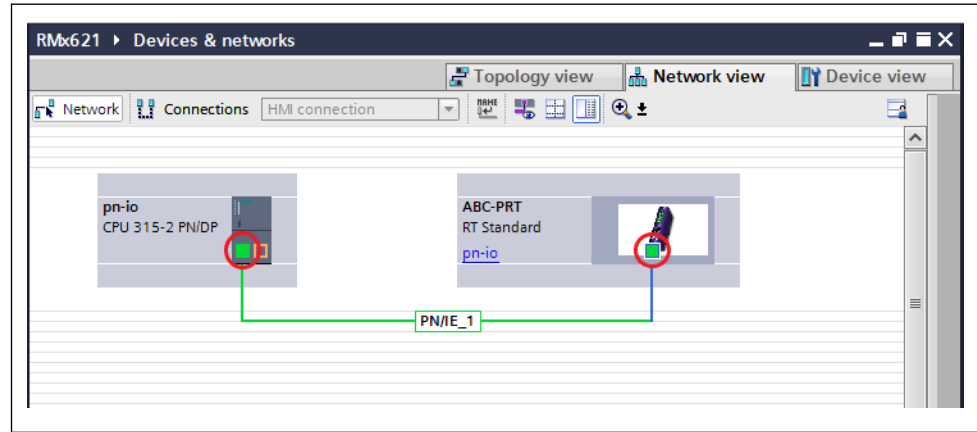 RMx621 ▸ Devices & networks
Topology view Network view Device view
Network Connections HMI connection NAME
pn-io
CPU 315-2 PN/DP
ABC-PRT
RT Standard
pn-io
PN/IE_1